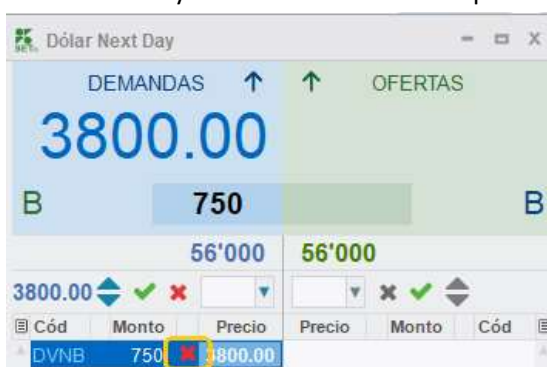 SET
Dólar Next Day
DEMANDAS OFERTAS
3800.00
B 750 B
56'000 56'000
3800.00
Cód Monto Precio Precio Monto Cód
DVNB 750 3800.00